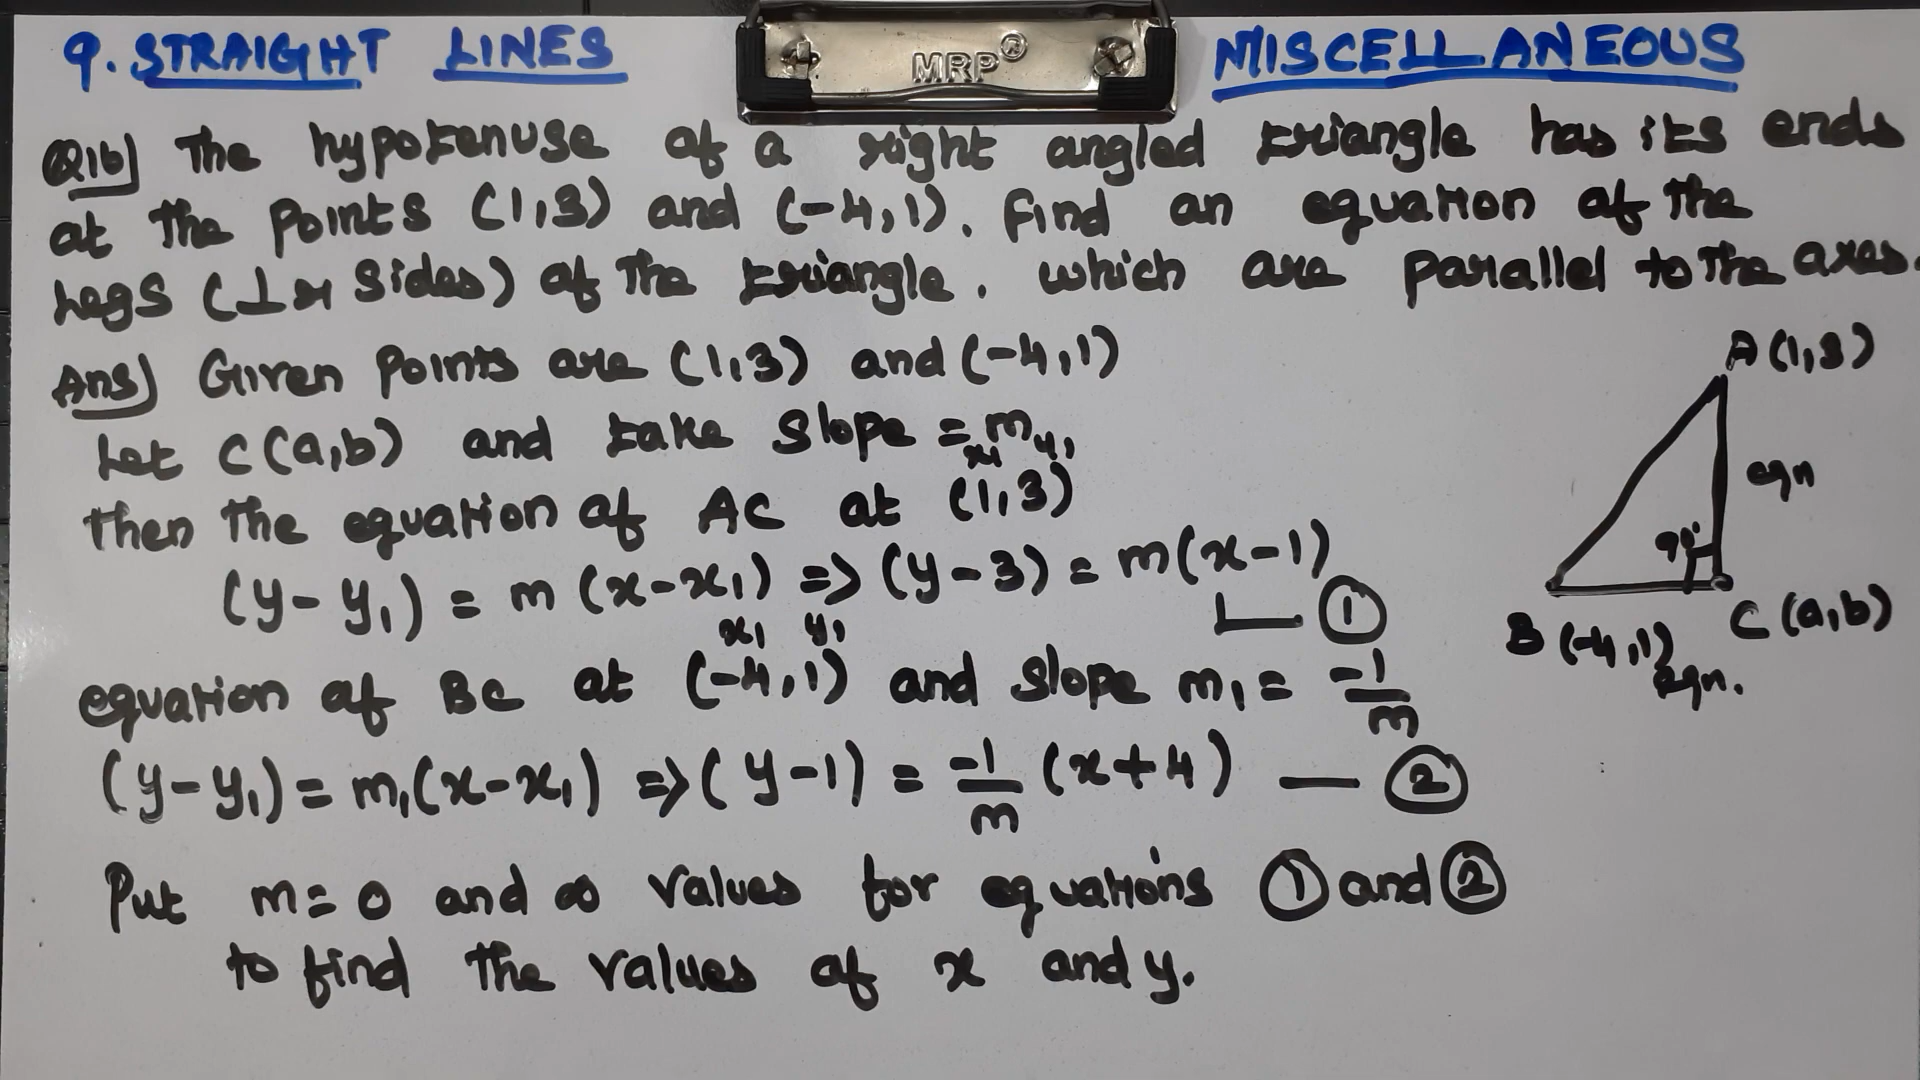 9. STRAIGHT LINES
MRP®
MISCELLANEOUS
Q16) The hypotenuse of a right angled triangle has its ends
at the points (1,3) and (-4,1). Find an equation of the
Legs (⊥r Sides) of the triangle. which are parallel to the axes.
Ans) Given points are (1,3) and (-4,1)
Let C(a,b) and take slope = m
x₁ y₁
then the equation of AC at (1,3)
(y-y₁) = m(x-x₁) => (y-3) = m(x-1)
— ①
x₁ y₁
equation of BC at (-4,1) and slope m₁ = -1/m
(y-y₁) = m₁(x-x₁) => (y-1) = -1/m (x+4) — ②
Put m=0 and ∞ values for equations ① and ②
to find the values of x and y.
A (1,3)
eqn
90°
B (-4,1)
C (a,b)
eqn.